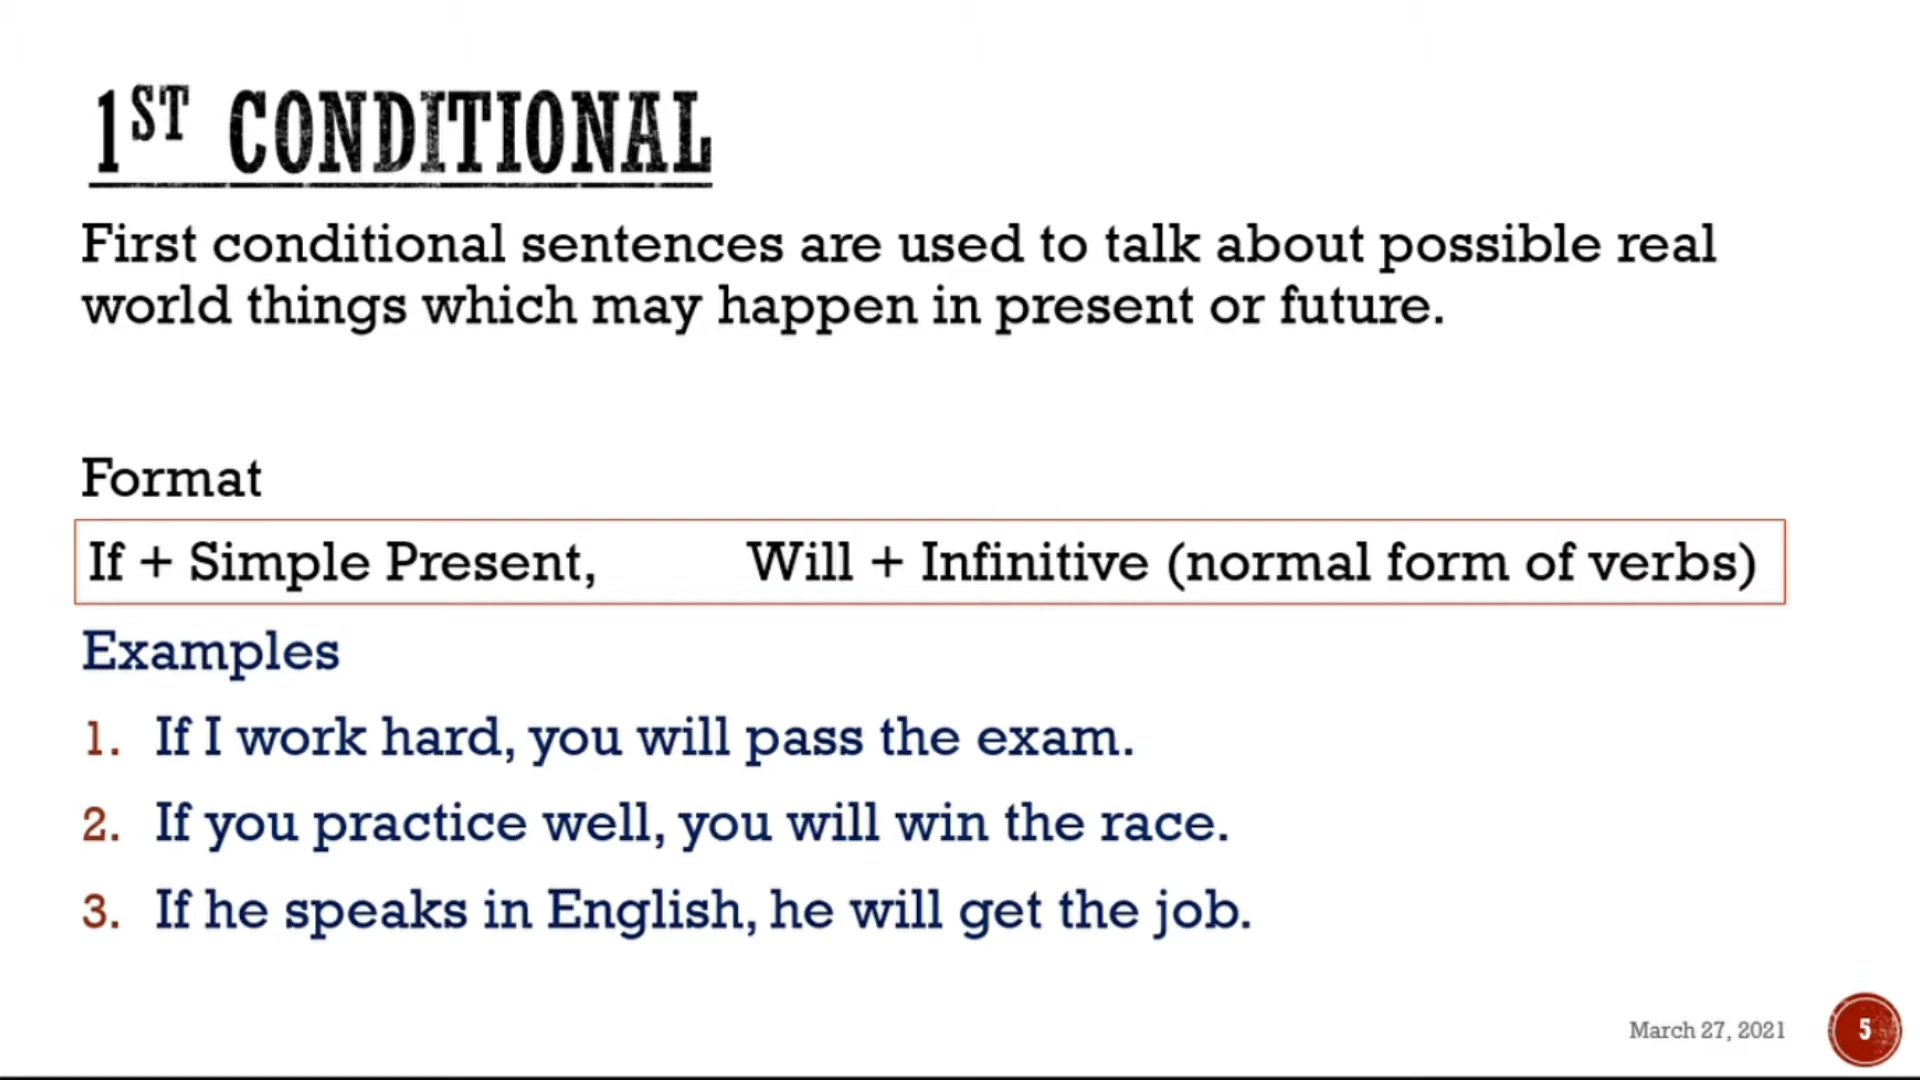 1ST CONDITIONAL
First conditional sentences are used to talk about possible real
world things which may happen in present or future.
Format
If + Simple Present, Will + Infinitive (normal form of verbs)
Examples
1. If I work hard, you will pass the exam.
2. If you practice well, you will win the race.
3. If he speaks in English, he will get the job.
March 27, 2021 5